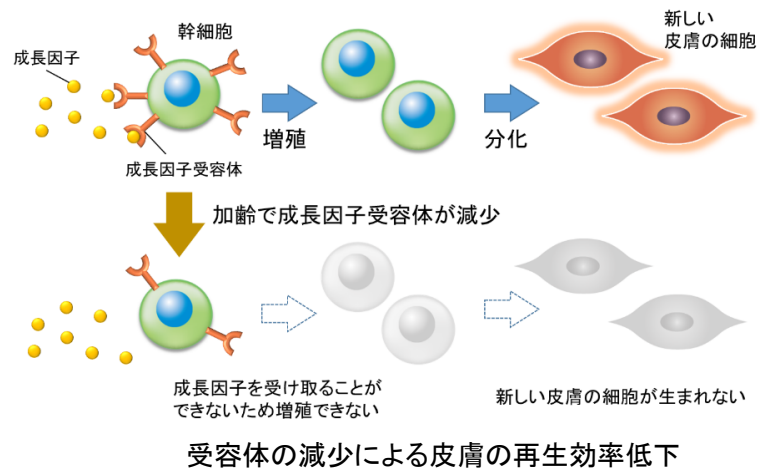 成長因子
幹細胞
新しい
皮膚の細胞
増殖
分化
成長因子受容体
加齢で成長因子受容体が減少
成長因子を受け取ることが
できないため増殖できない
新しい皮膚の細胞が生まれない
受容体の減少による皮膚の再生効率低下